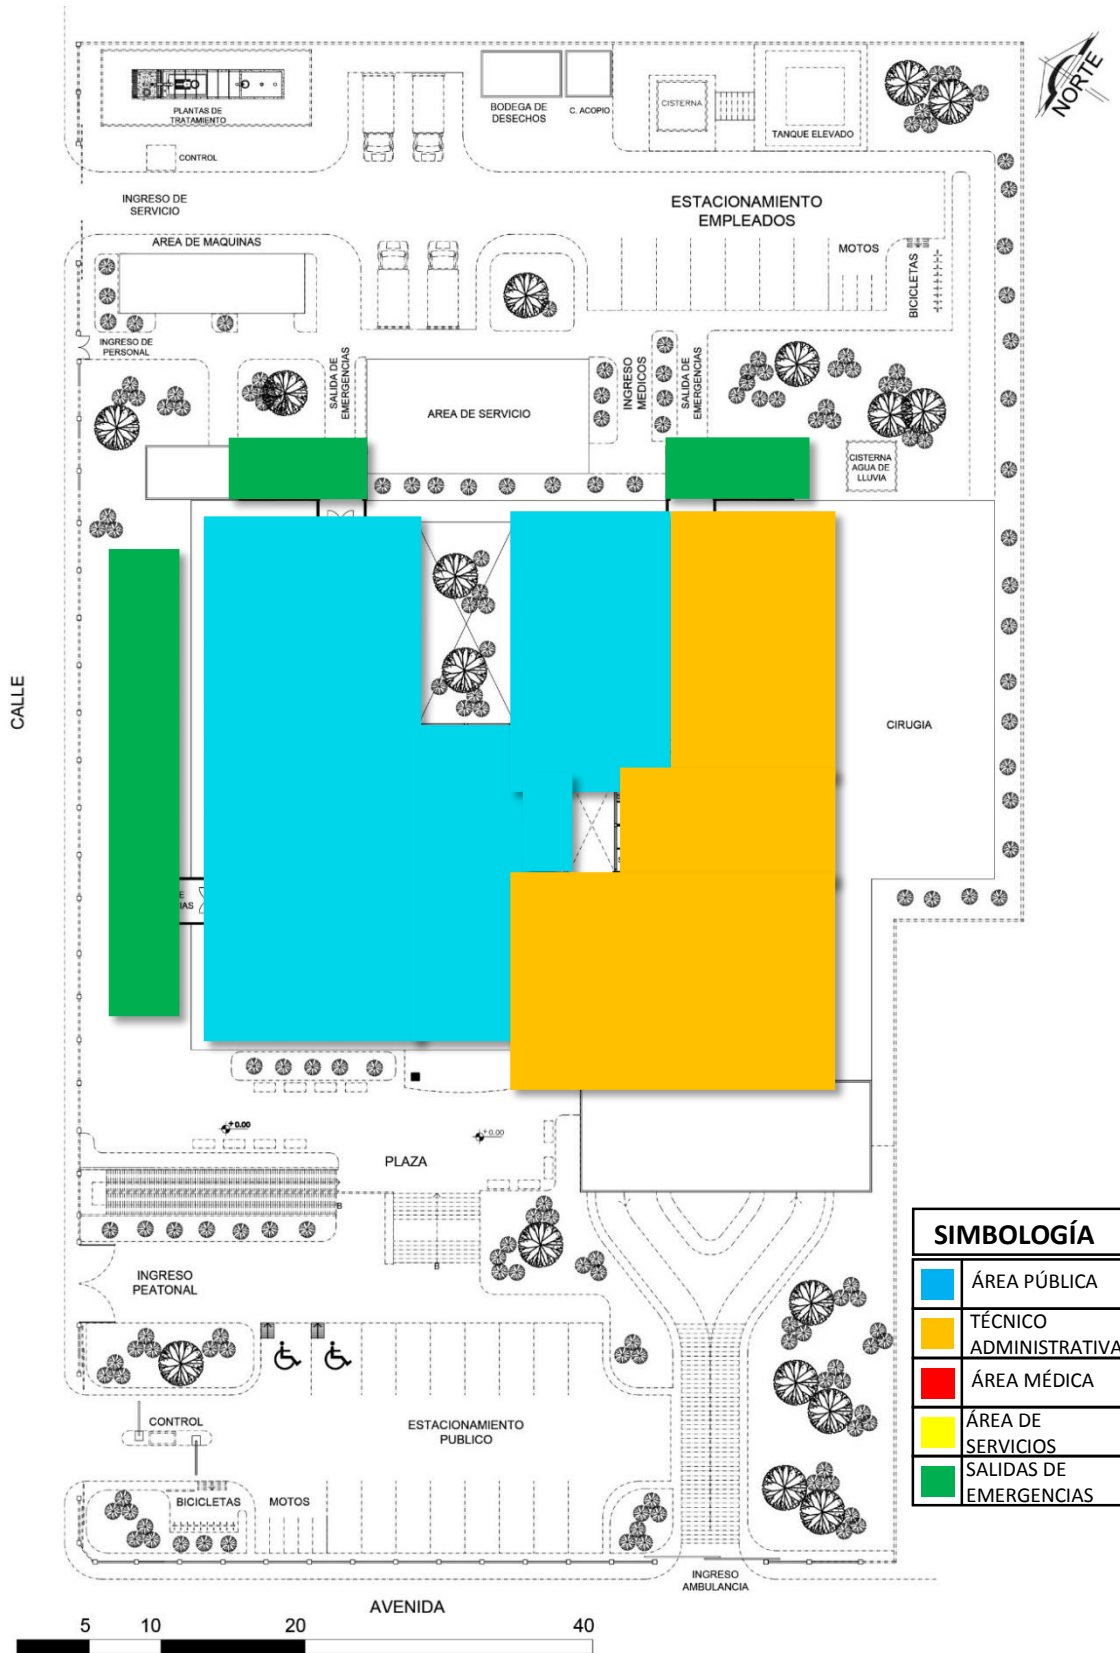 NORTE
PLANTAS DE
TRATAMIENTO
BODEGA DE
DESECHOS
C. ACOPIO
CISTERNA
TANQUE ELEVADO
CONTROL
INGRESO DE
SERVICIO
ESTACIONAMIENTO
EMPLEADOS
AREA DE MAQUINAS
MOTOS
BICICLETAS
INGRESO DE
PERSONAL
SALIDA DE
EMERGENCIAS
AREA DE SERVICIO
INGRESO
MEDICOS
SALIDA DE
EMERGENCIAS
CISTERNA
AGUA DE
LLUVIA
CALLE
CIRUGIA
E
IAS
+0.00
+0.00
PLAZA
B
B
INGRESO
PEATONAL
SIMBOLOGÍA
ÁREA PÚBLICA
TÉCNICO
ADMINISTRATIVA
ÁREA MÉDICA
ÁREA DE
SERVICIOS
SALIDAS DE
EMERGENCIAS
CONTROL
ESTACIONAMIENTO
PUBLICO
BICICLETAS
MOTOS
INGRESO
AMBULANCIA
AVENIDA
5 10 20 40